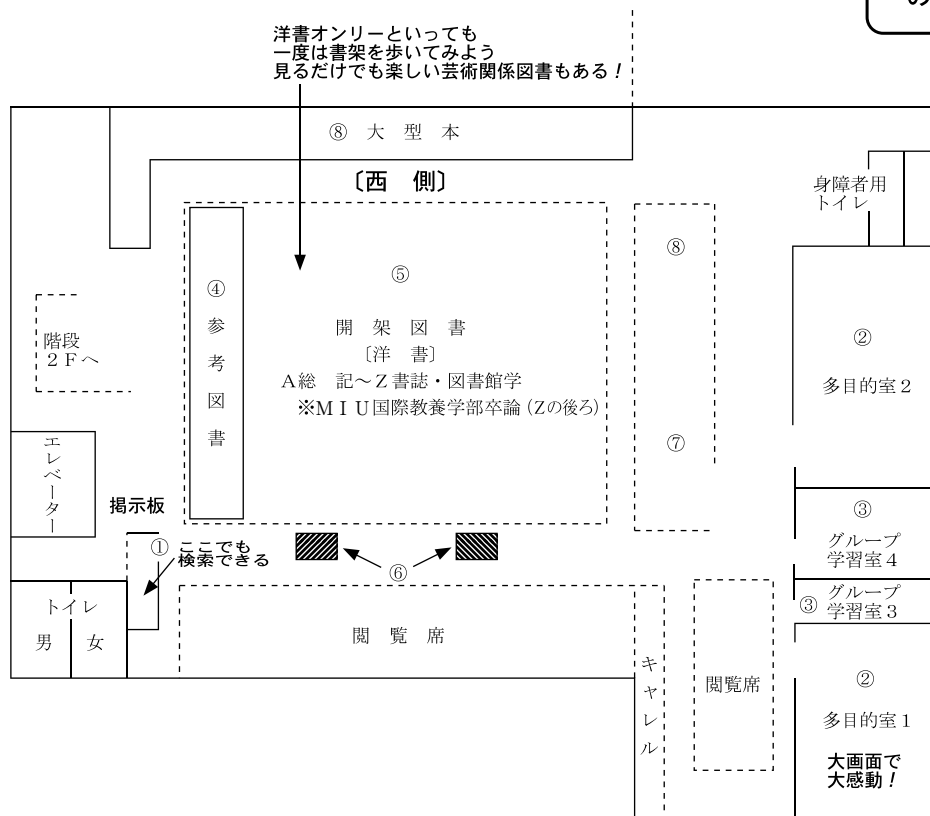 の
洋書オンリーといっても
一度は書架を歩いてみよう
見るだけでも楽しい芸術関係図書もある！
⑧ 大 型 本
〔西 側〕
身障者用
トイレ
④
参
考
図
書
⑤
開 架 図 書
〔洋 書〕
A総 記～Z書誌・図書館学
※MIU国際教養学部卒論（Zの後ろ）
⑧
⑦
②
多目的室2
階段
2Fへ
エレベーター
掲示板
① ここでも
検索できる
⑥
③
グループ
学習室4
③ グループ
学習室3
トイレ
男 女
閲 覧 席
キャレル
閲覧席
②
多目的室1
大画面で
大感動！